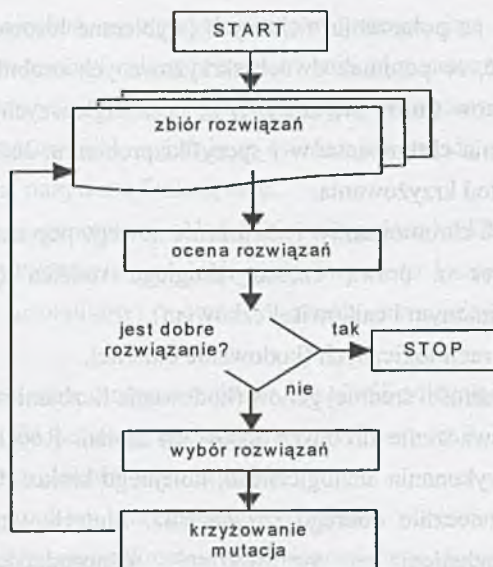 START
zbiór rozwiązań
ocena rozwiązań
jest dobre
rozwiązanie?
tak
STOP
nie
wybór rozwiązań
krzyżowanie
mutacja